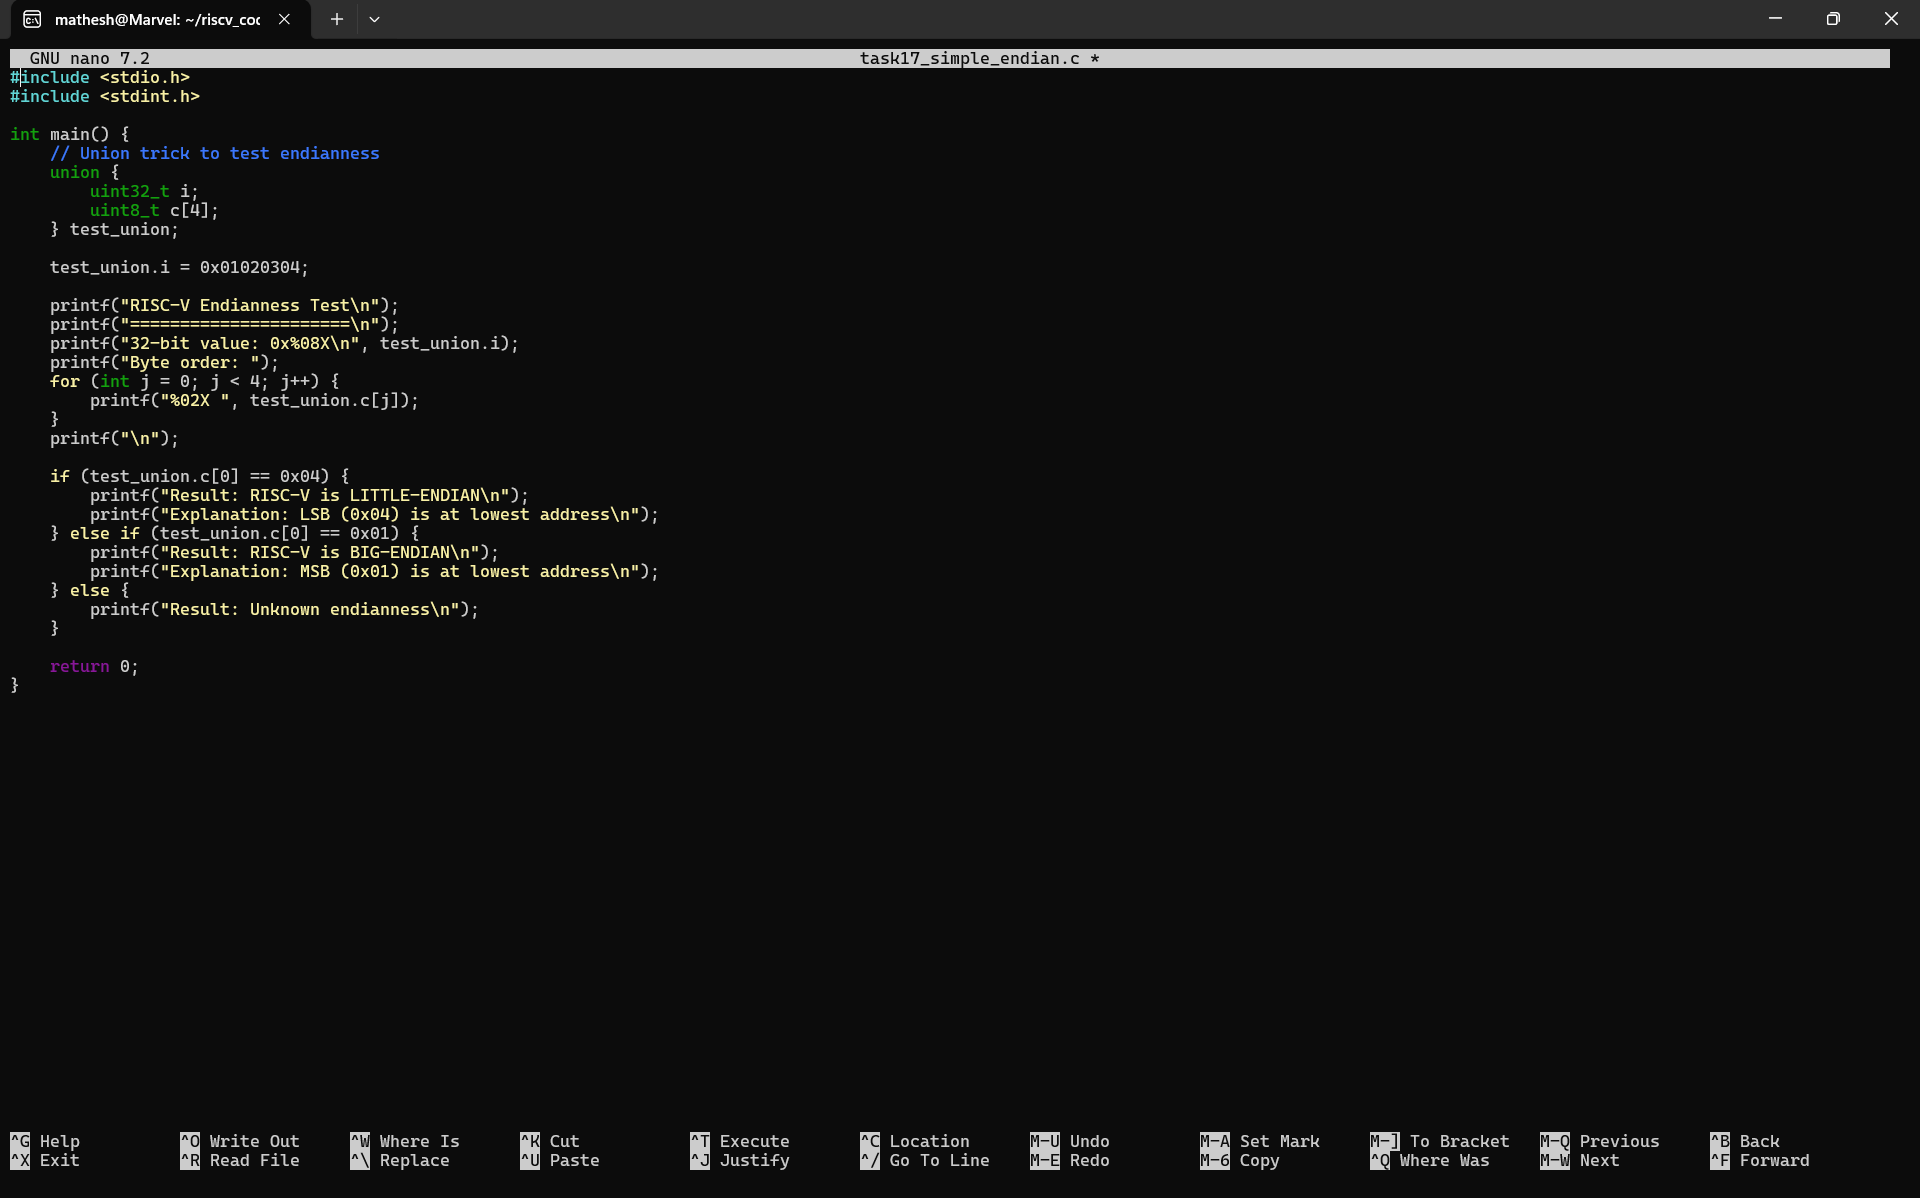 mathesh@Marvel: ~/riscv_coc
GNU nano 7.2 task17_simple_endian.c *
#include <stdio.h>
#include <stdint.h>
int main() {
    // Union trick to test endianness
    union {
        uint32_t i;
        uint8_t c[4];
    } test_union;
    test_union.i = 0x01020304;
    printf("RISC-V Endianness Test\n");
    printf("======================\n");
    printf("32-bit value: 0x%08X\n", test_union.i);
    printf("Byte order: ");
    for (int j = 0; j < 4; j++) {
        printf("%02X ", test_union.c[j]);
    }
    printf("\n");
    if (test_union.c[0] == 0x04) {
        printf("Result: RISC-V is LITTLE-ENDIAN\n");
        printf("Explanation: LSB (0x04) is at lowest address\n");
    } else if (test_union.c[0] == 0x01) {
        printf("Result: RISC-V is BIG-ENDIAN\n");
        printf("Explanation: MSB (0x01) is at lowest address\n");
    } else {
        printf("Result: Unknown endianness\n");
    }
    return 0;
}
^G Help ^O Write Out ^W Where Is ^K Cut ^T Execute ^C Location M-U Undo M-A Set Mark M-] To Bracket M-Q Previous ^B Back
^X Exit ^R Read File ^\ Replace ^U Paste ^J Justify ^/ Go To Line M-E Redo M-6 Copy ^Q Where Was M-W Next ^F Forward